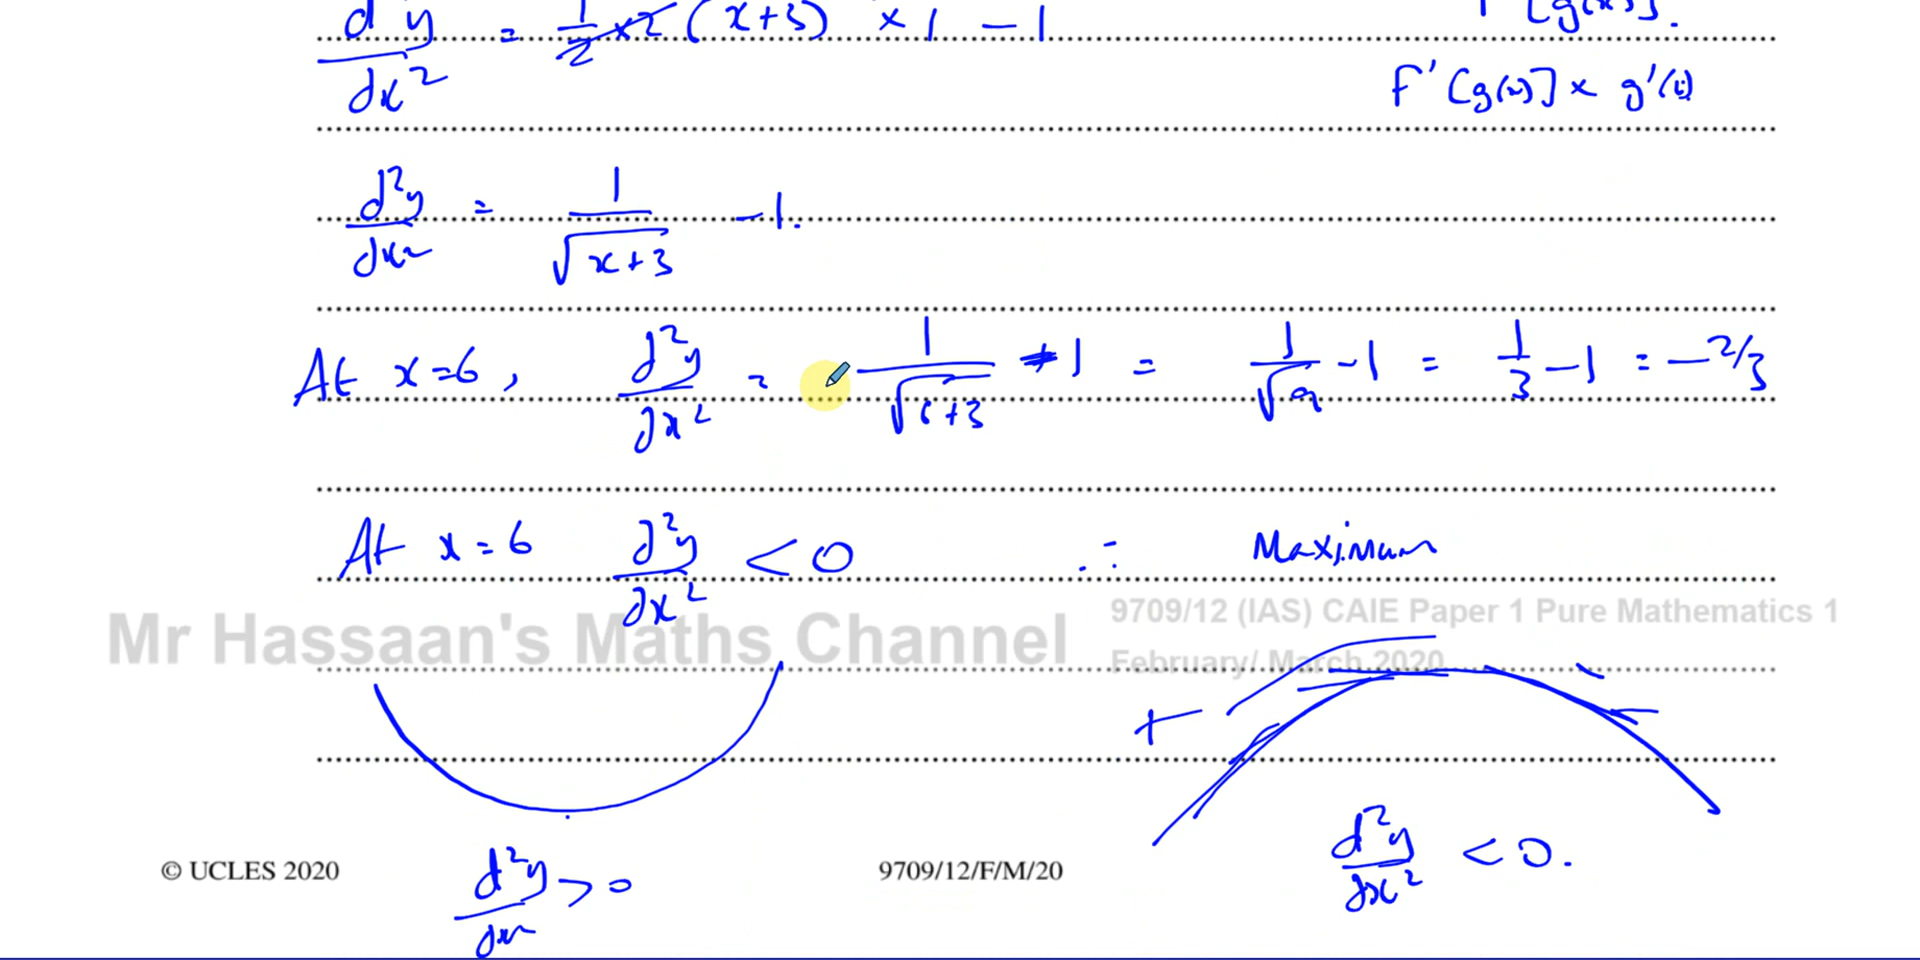 d²y/dx² = 1/2 × 2 (x+3) × 1 − 1
F'[g(x)] × g'(x)
d²y/dx² = 1/√(x+3) − 1.
At x=6, d²y/dx² = 1/√(6+3) − 1 = 1/√9 − 1 = 1/3 − 1 = −2/3
At x=6 d²y/dx² < 0 ∴ Maximum
Mr Hassaan's Maths Channel
9709/12 (IAS) CAIE Paper 1 Pure Mathematics 1
February/ March 2020
+
d²y/dx² < 0.
© UCLES 2020
9709/12/F/M/20
d²y/dx > 0